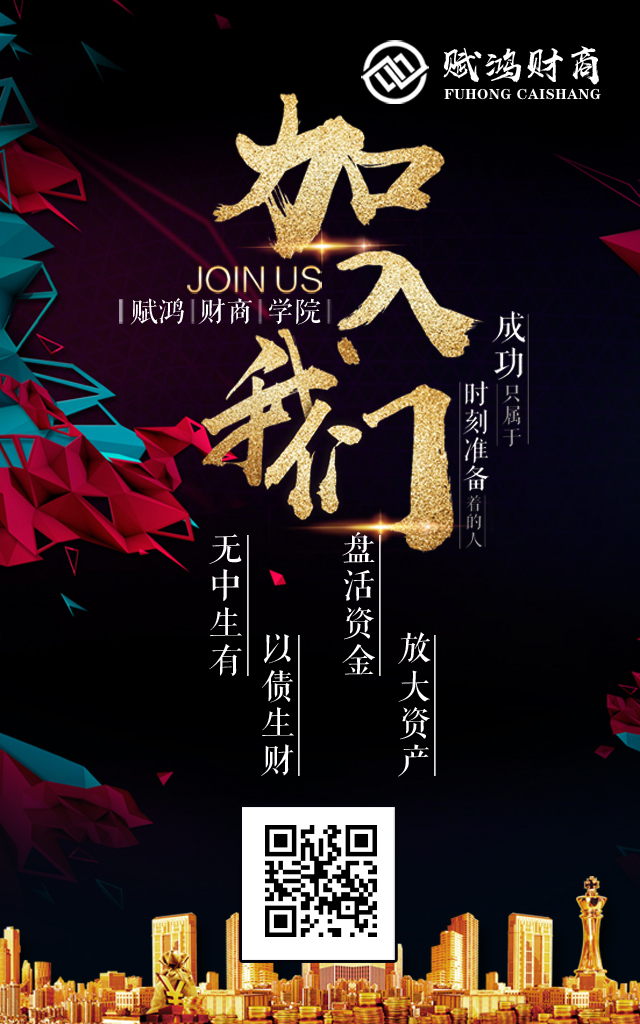 赋鸿财商
FUHONG CAISHANG
加入我们
JOIN US
赋鸿 财商 学院
成功只属于
时刻准备着的人
无中生有
以债生财
盘活资金
放大资产